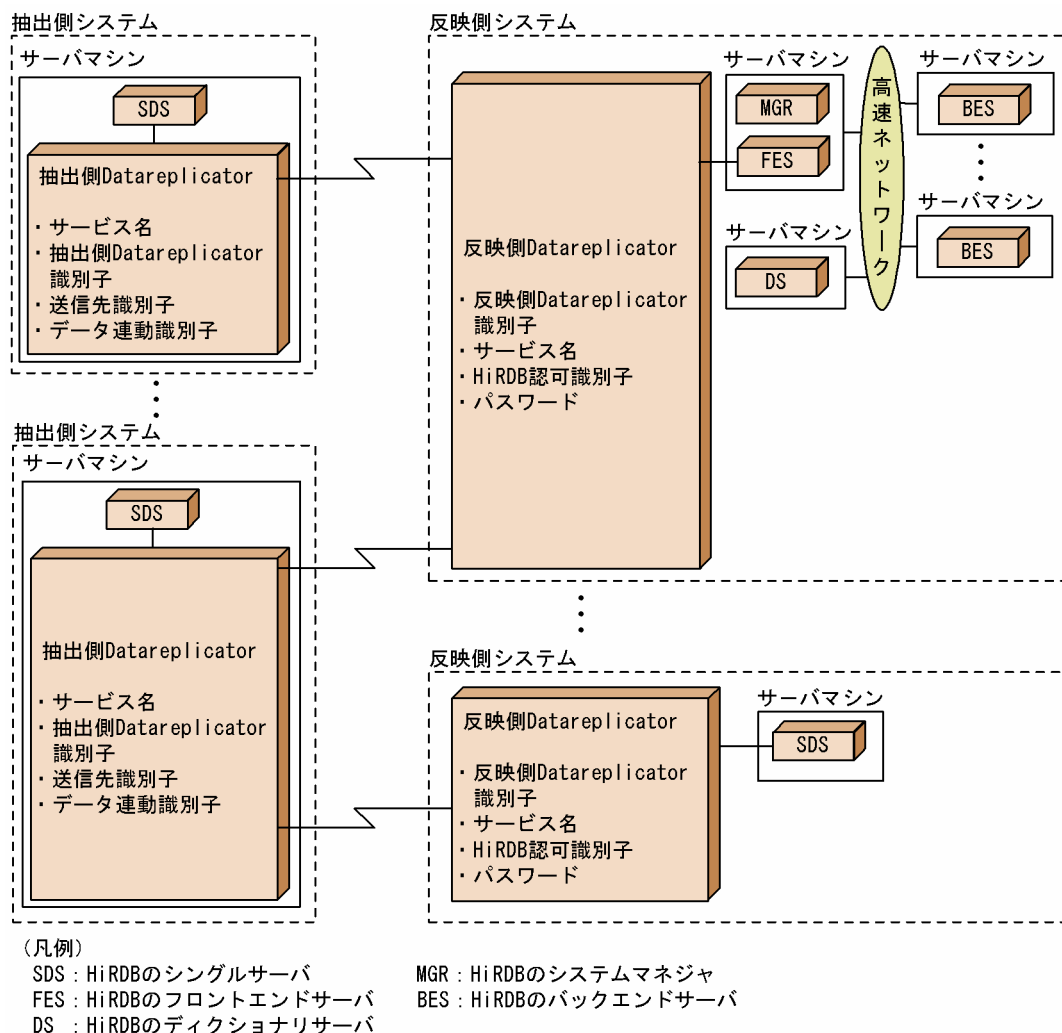 抽出側システム
サーバマシン
SDS
抽出側Datareplicator
・サービス名
・抽出側Datareplicator
識別子
・送信先識別子
・データ連動識別子
抽出側システム
サーバマシン
SDS
抽出側Datareplicator
・サービス名
・抽出側Datareplicator
識別子
・送信先識別子
・データ連動識別子
反映側システム
反映側Datareplicator
・反映側Datareplicator
識別子
・サービス名
・HiRDB認可識別子
・パスワード
サーバマシン
MGR
FES
サーバマシン
DS
高速ネットワーク
サーバマシン
BES
サーバマシン
BES
反映側システム
反映側Datareplicator
・反映側Datareplicator
識別子
・サービス名
・HiRDB認可識別子
・パスワード
サーバマシン
SDS
(凡例)
SDS:HiRDBのシングルサーバ
MGR:HiRDBのシステムマネジャ
FES:HiRDBのフロントエンドサーバ
BES:HiRDBのバックエンドサーバ
DS :HiRDBのディクショナリサーバ